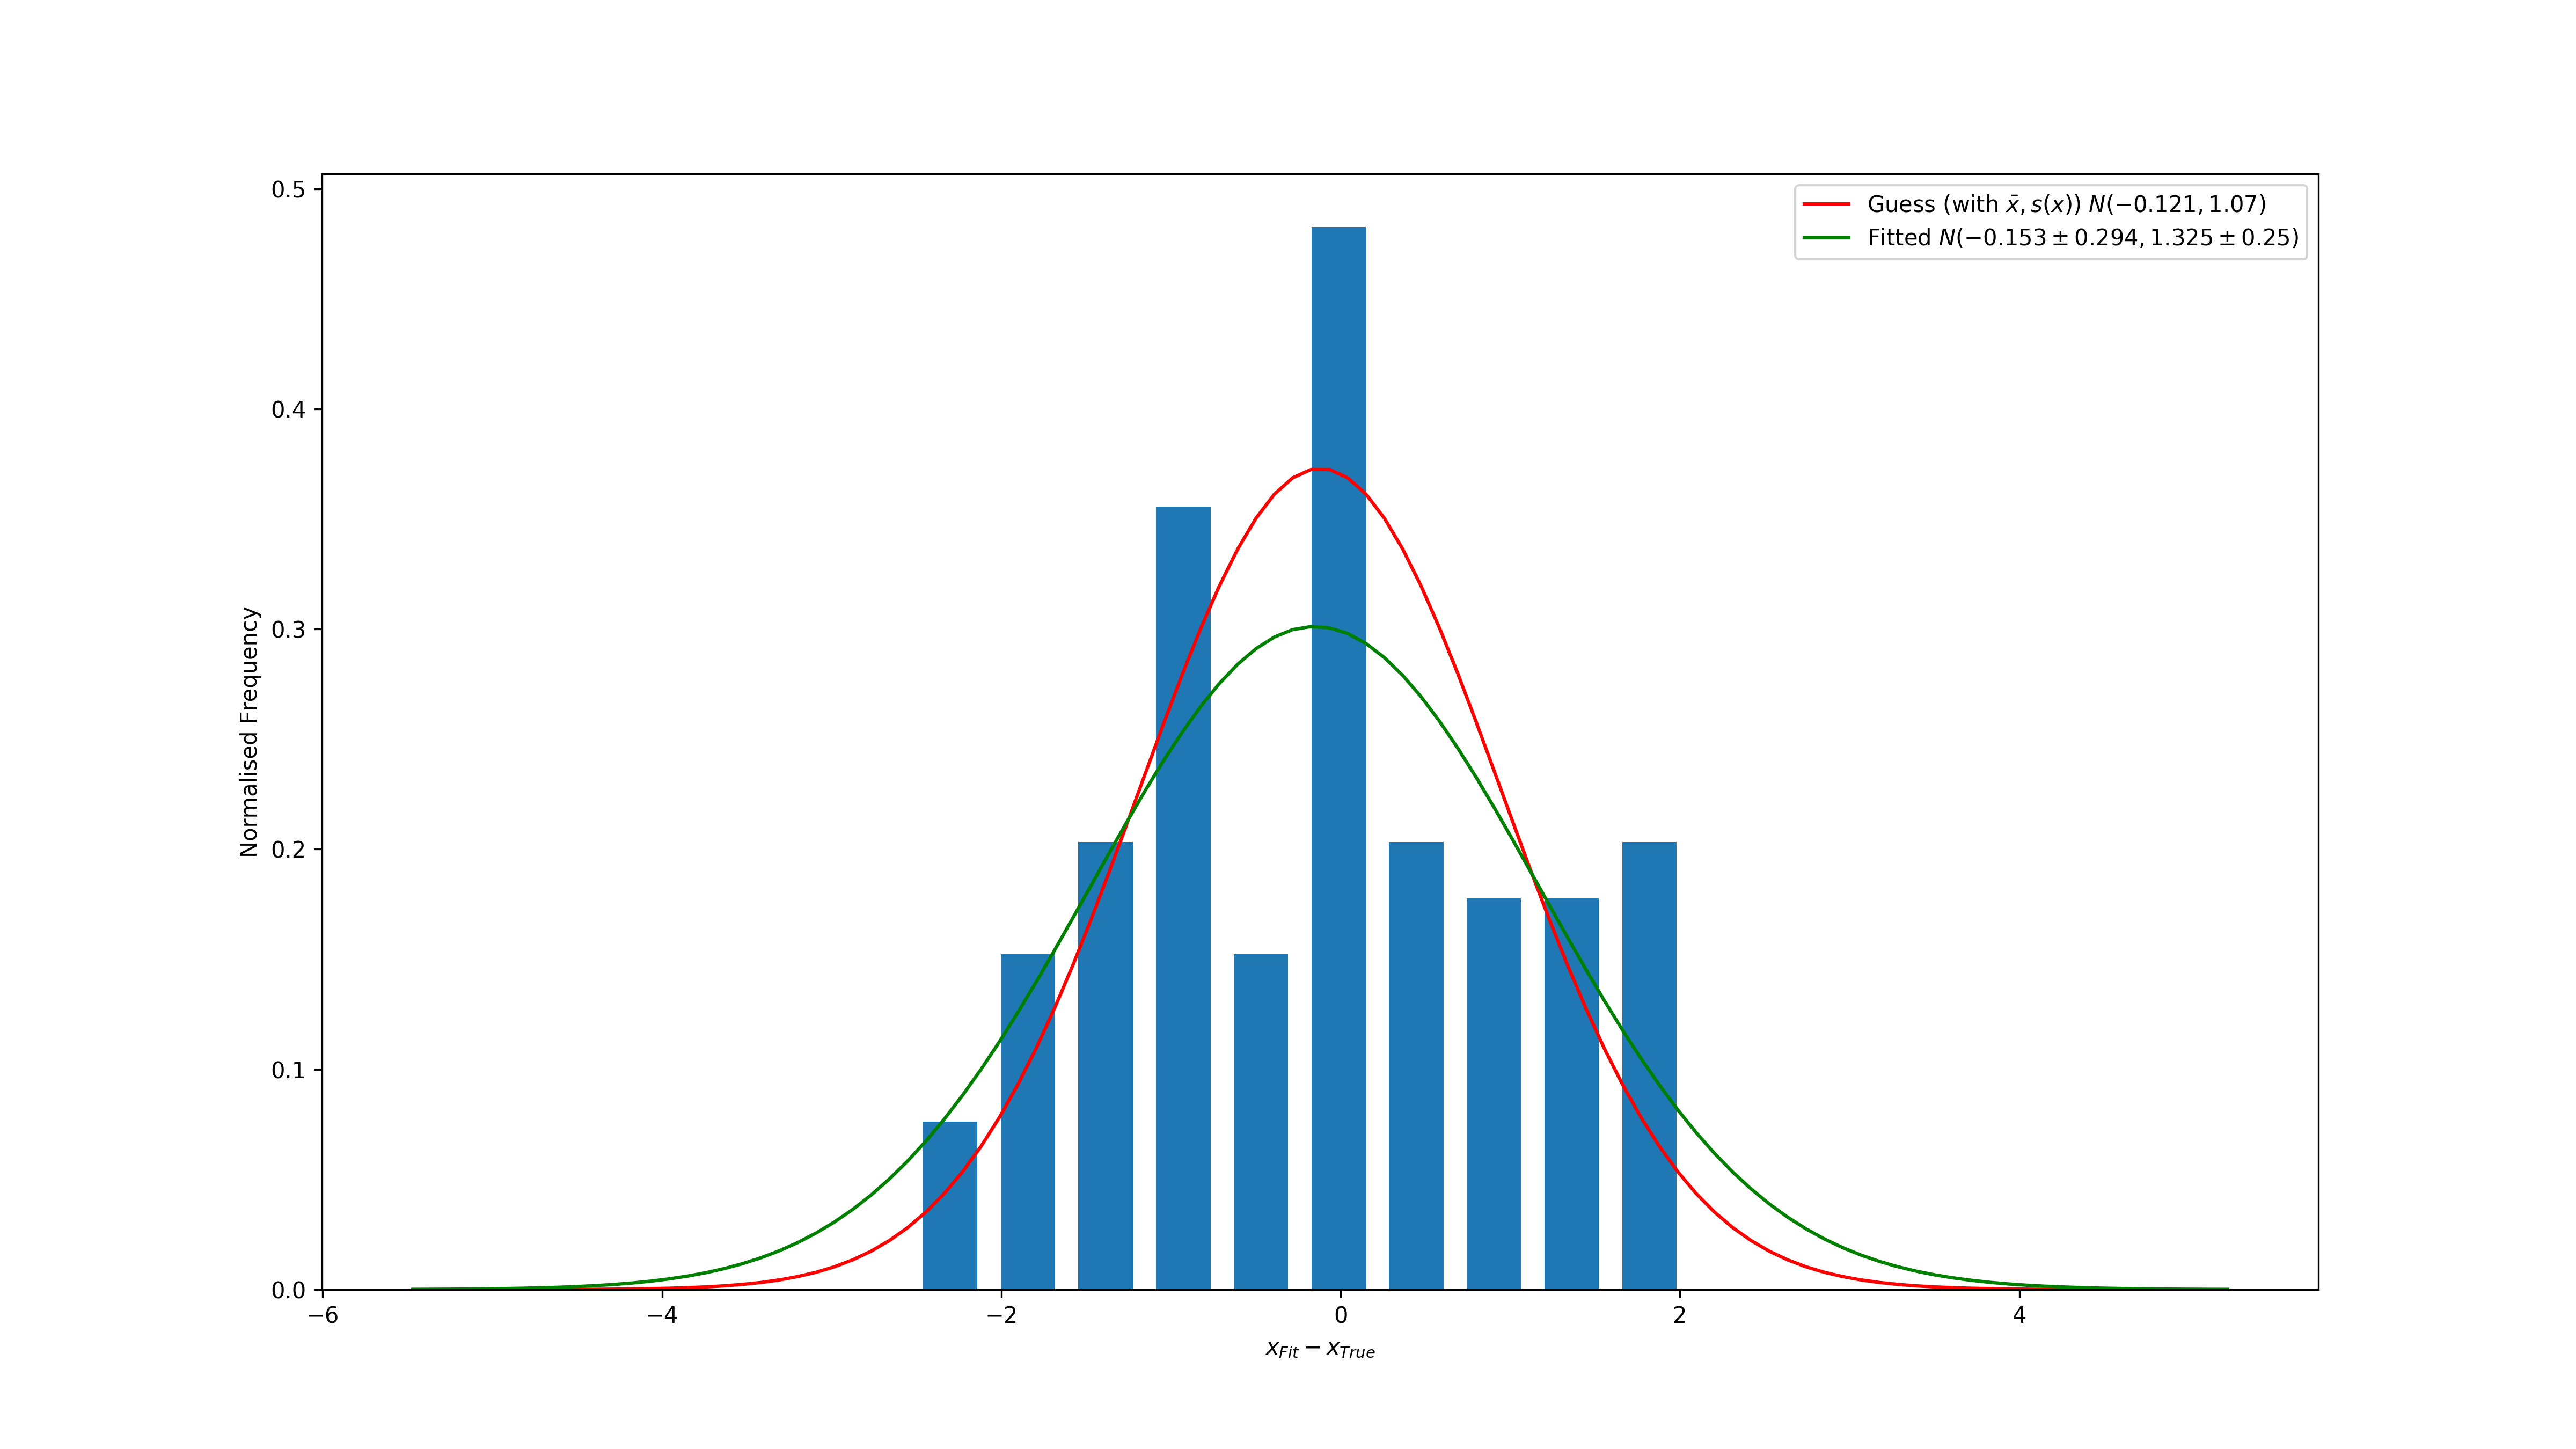 Guess (with x̄, s(x)) N(−0.121, 1.07)
Fitted N(−0.153 ± 0.294, 1.325 ± 0.25)
0.5
0.4
0.3
0.2
0.1
0.0
Normalised Frequency
−6 −4 −2 0 2 4
x_Fit − x_True